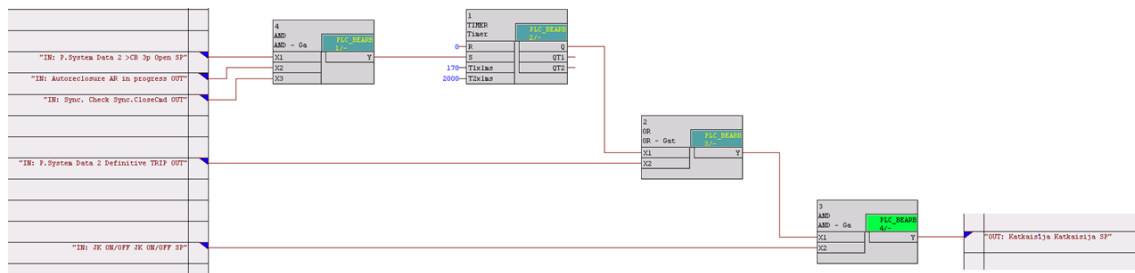 4
AND
AND - Ga
PLC_BEARB
1/-
X1
Y
X2
X3
1
TIMER
Timer
PLC_BEARB
2/-
0
R
Q
S
QT1
170
T1x1ms
QT2
2000
T2x1ms
"IN: P.System Data 2 >CB 3p Open SP"
"IN: Autoreclosure AR in progress OUT"
"IN: Sync. Check Sync.CloseCmd OUT"
2
OR
OR - Gat
PLC_BEARB
3/-
X1
Y
X2
"IN: P.System Data 2 Definitive TRIP OUT"
3
AND
AND - Ga
PLC_BEARB
4/-
X1
Y
X2
"IN: JK ON/OFF JK ON/OFF SP"
"OUT: Katkaisija Katkaisija SP"